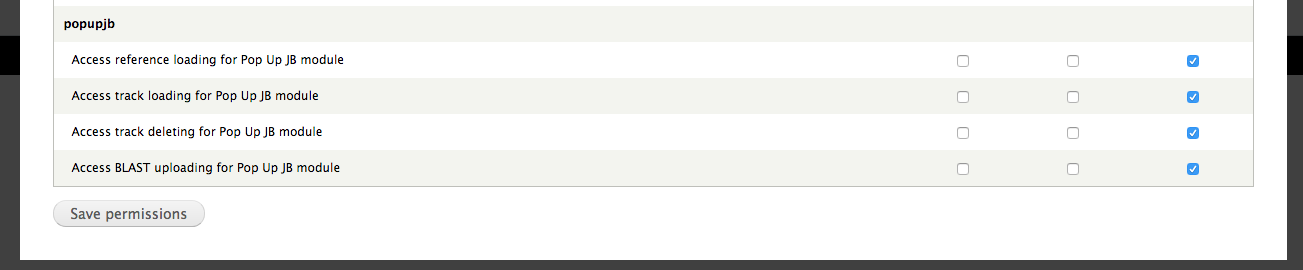 popupjb
Access reference loading for Pop Up JB module
Access track loading for Pop Up JB module
Access track deleting for Pop Up JB module
Access BLAST uploading for Pop Up JB module
Save permissions